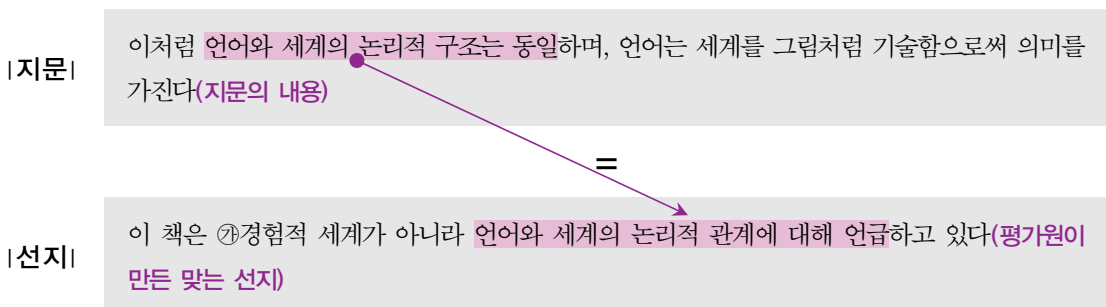 |지문|
이처럼 언어와 세계의 논리적 구조는 동일하며, 언어는 세계를 그림처럼 기술함으로써 의미를
가진다(지문의 내용)
=
|선지|
이 책은 ㉮경험적 세계가 아니라 언어와 세계의 논리적 관계에 대해 언급하고 있다(평가원이
만든 맞는 선지)